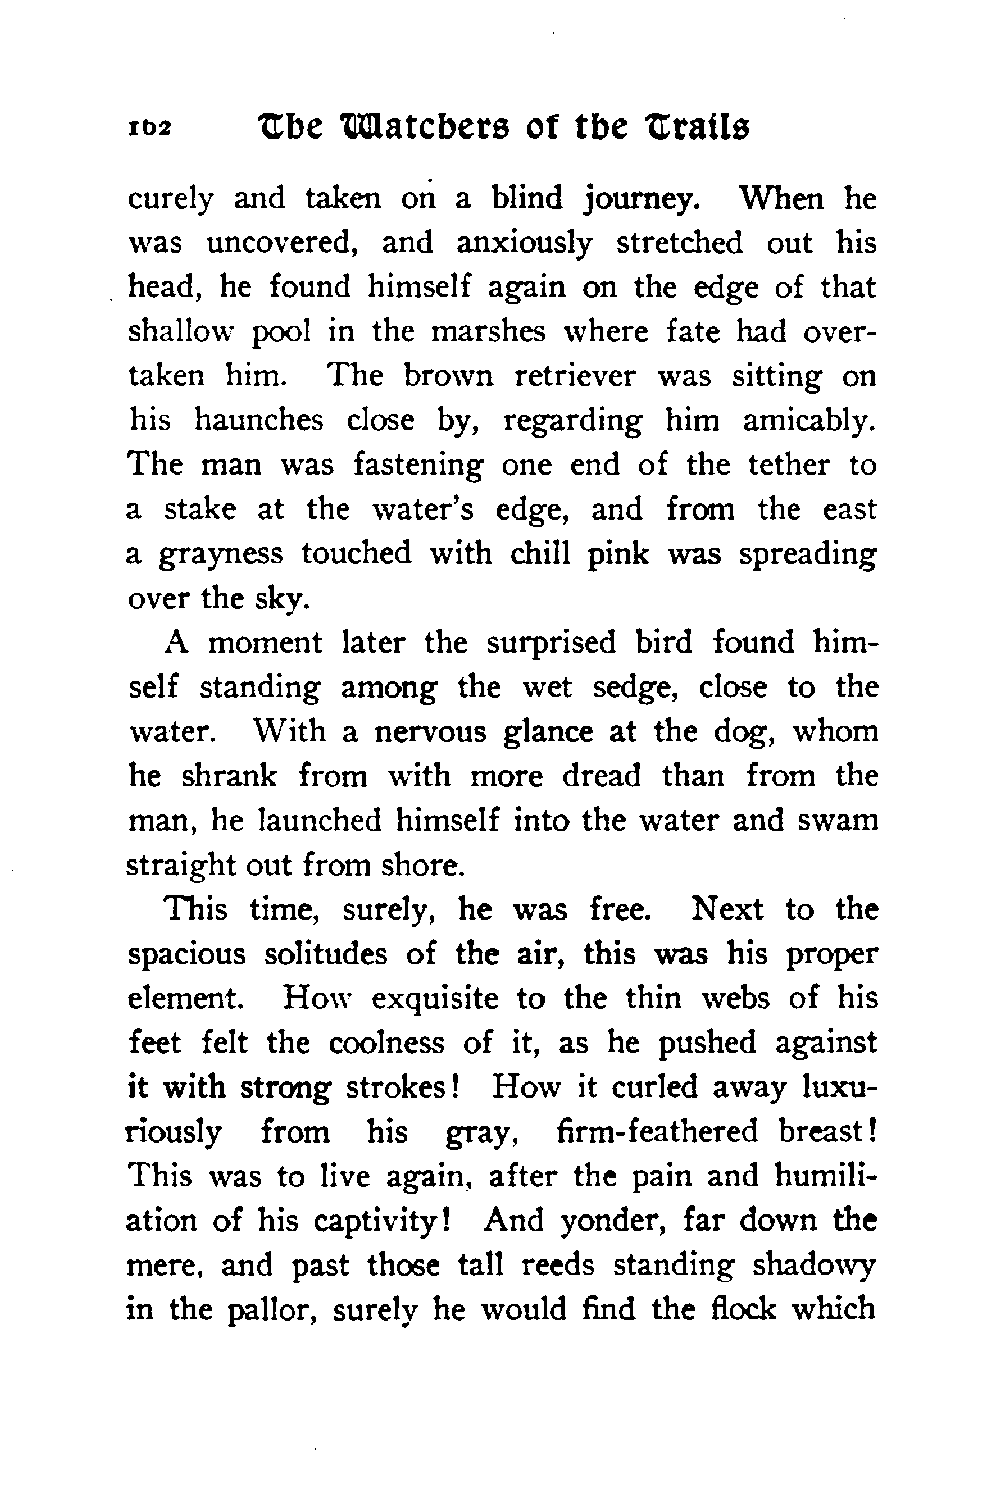 162 The Watchers of the Trails
curely and taken on a blind journey. When he
was uncovered, and anxiously stretched out his
head, he found himself again on the edge of that
shallow pool in the marshes where fate had over-
taken him. The brown retriever was sitting on
his haunches close by, regarding him amicably.
The man was fastening one end of the tether to
a stake at the water's edge, and from the east
a grayness touched with chill pink was spreading
over the sky.
A moment later the surprised bird found him-
self standing among the wet sedge, close to the
water. With a nervous glance at the dog, whom
he shrank from with more dread than from the
man, he launched himself into the water and swam
straight out from shore.
This time, surely, he was free. Next to the
spacious solitudes of the air, this was his proper
element. How exquisite to the thin webs of his
feet felt the coolness of it, as he pushed against
it with strong strokes! How it curled away luxu-
riously from his gray, firm-feathered breast!
This was to live again, after the pain and humili-
ation of his captivity! And yonder, far down the
mere, and past those tall reeds standing shadowy
in the pallor, surely he would find the flock which